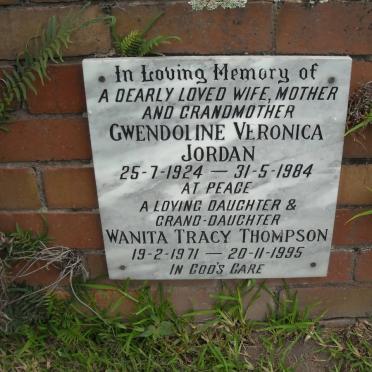 In Loving Memory of
A DEARLY LOVED WIFE, MOTHER
AND GRANDMOTHER
GWENDOLINE VERONICA
JORDAN
25-7-1924 — 31-5-1984
AT PEACE
A LOVING DAUGHTER &
GRAND-DAUGHTER
WANITA TRACY THOMPSON
19-2-1971 — 20-11-1995
IN GOD'S CARE